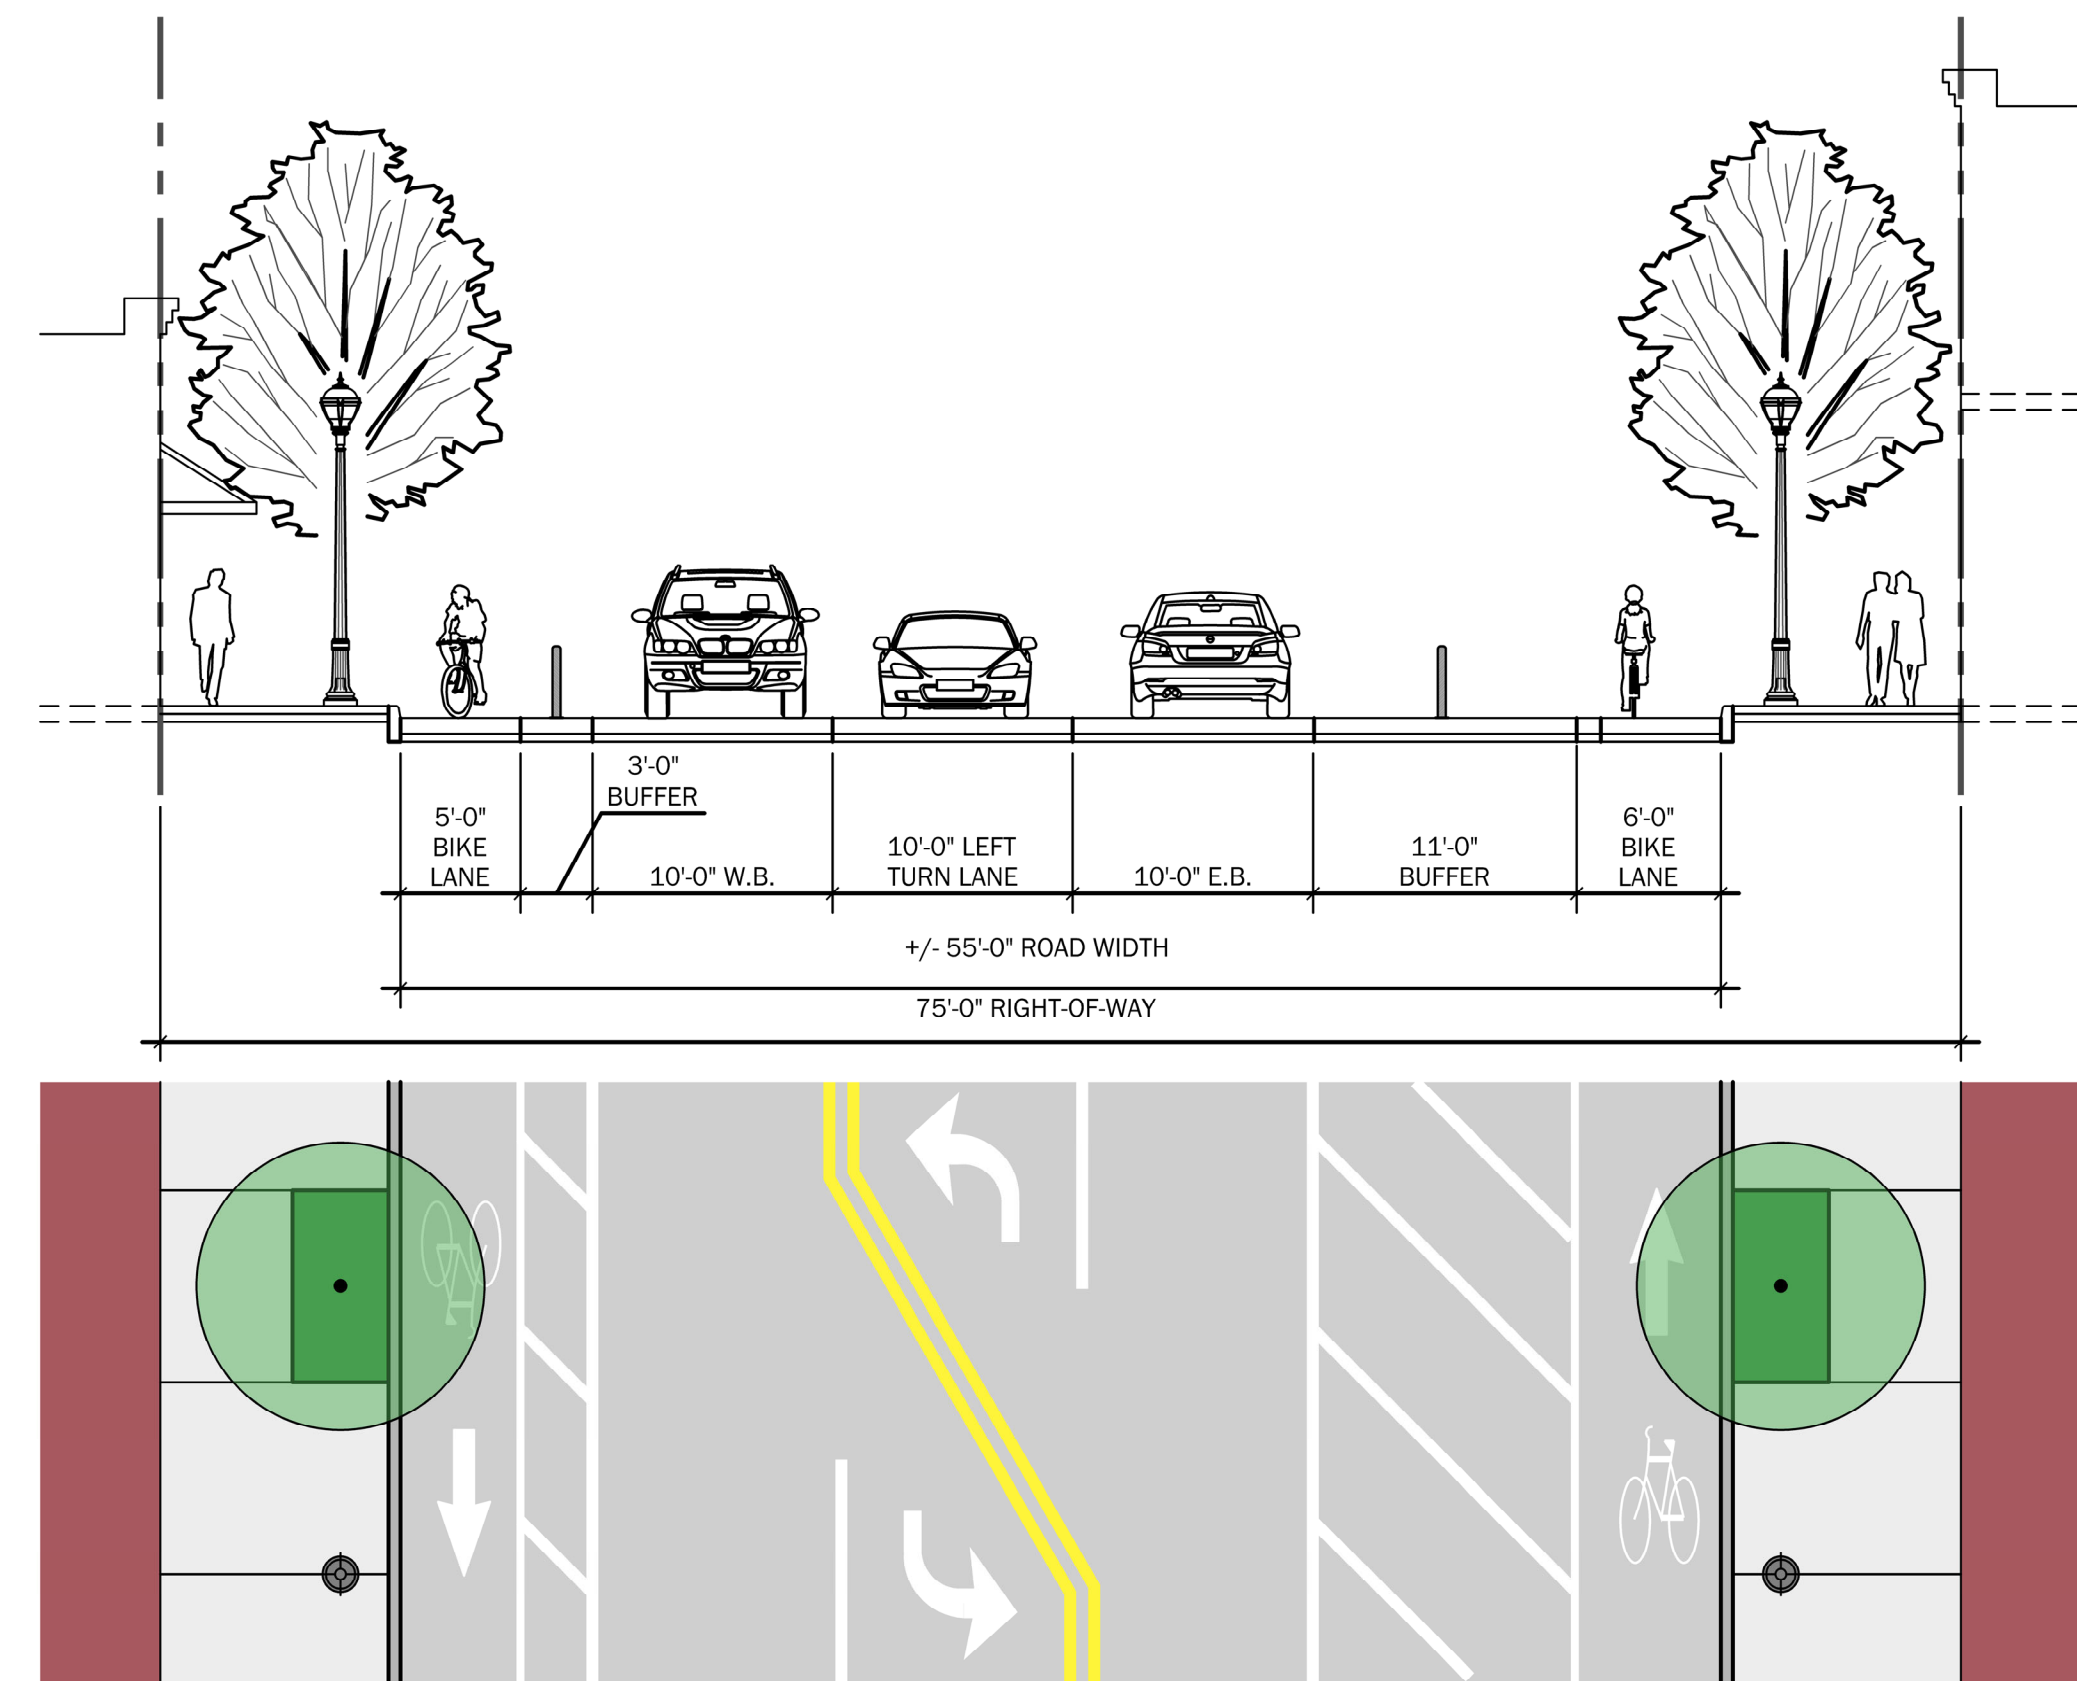 3'-0"
BUFFER
5'-0"
BIKE
LANE
10'-0" W.B.
10'-0" LEFT
TURN LANE
10'-0" E.B.
11'-0"
BUFFER
6'-0"
BIKE
LANE
+/- 55'-0" ROAD WIDTH
75'-0" RIGHT-OF-WAY